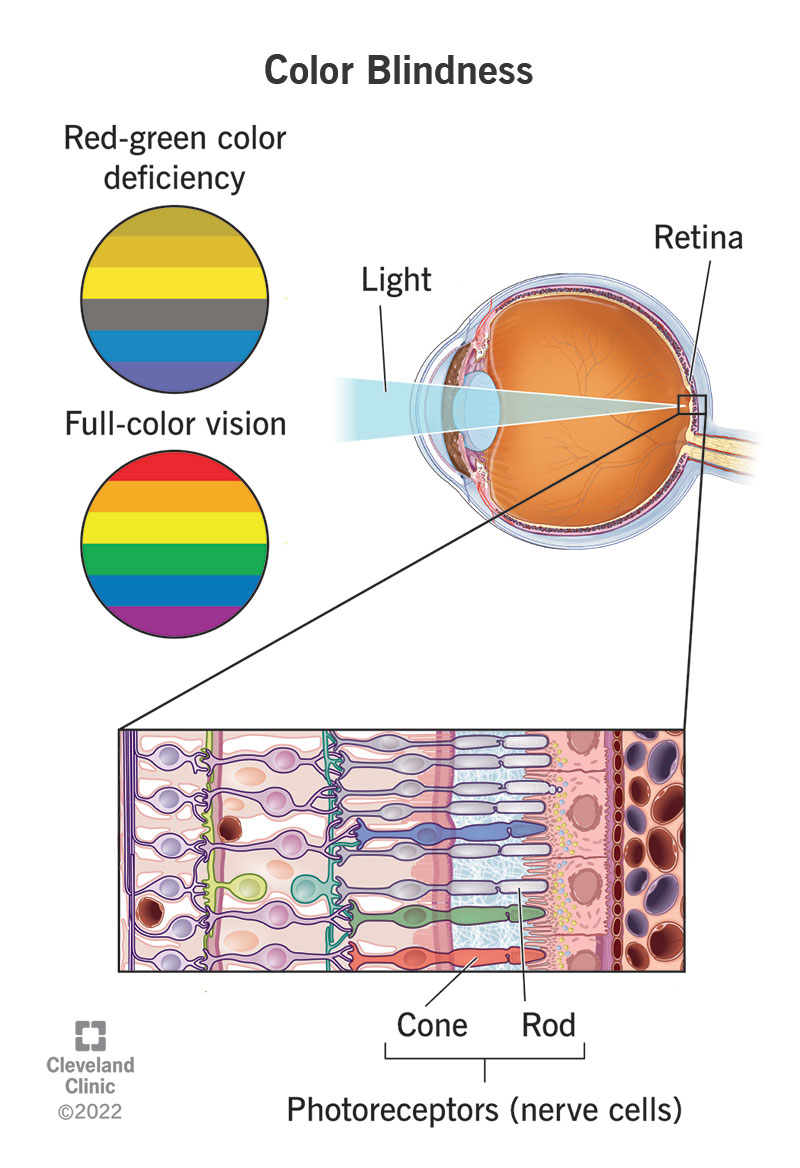 Color Blindness
Red-green color
deficiency
Retina
Light
Full-color vision
Cone
Rod
Photoreceptors (nerve cells)
Cleveland
Clinic
©2022